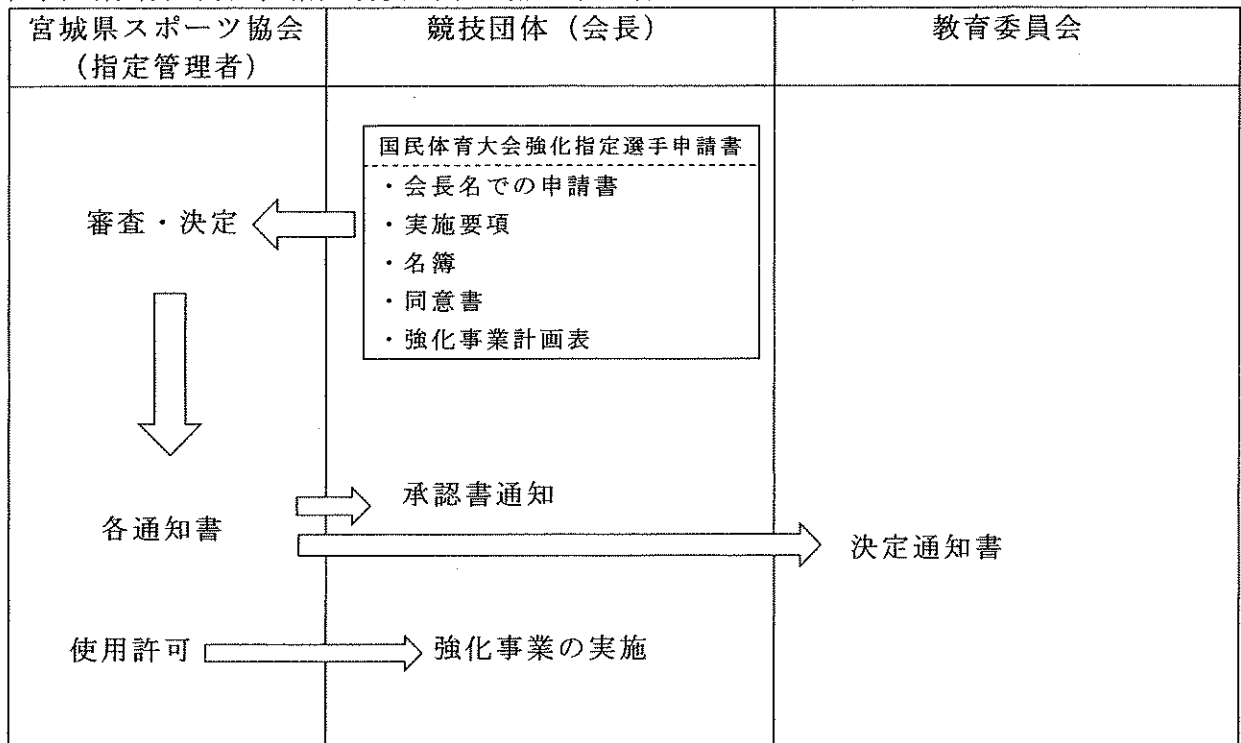 宮城県スポーツ協会
(指定管理者)
競技団体(会長)
教育委員会
国民体育大会強化指定選手申請書
・会長名での申請書
・実施要項
・名簿
・同意書
・強化事業計画表
審査・決定
各通知書
承認書通知
決定通知書
使用許可
強化事業の実施